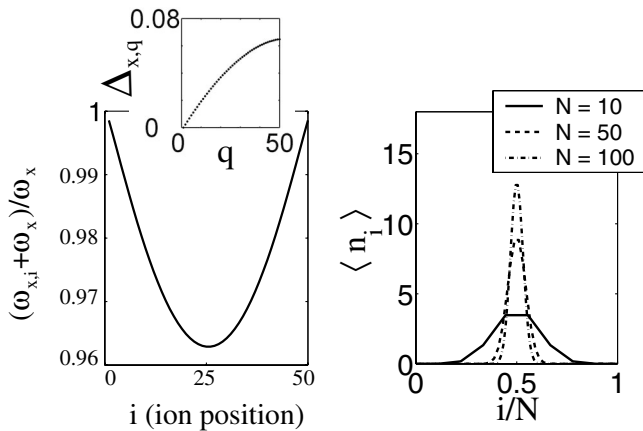 0.08
Δx,q
0
0
50
q
1
0.99
0.98
0.97
0.96
(ωx,i+ωx)/ωx
0
25
50
i (ion position)
N = 10
N = 50
N = 100
15
10
5
0
⟨ni⟩
0
0.5
1
i/N